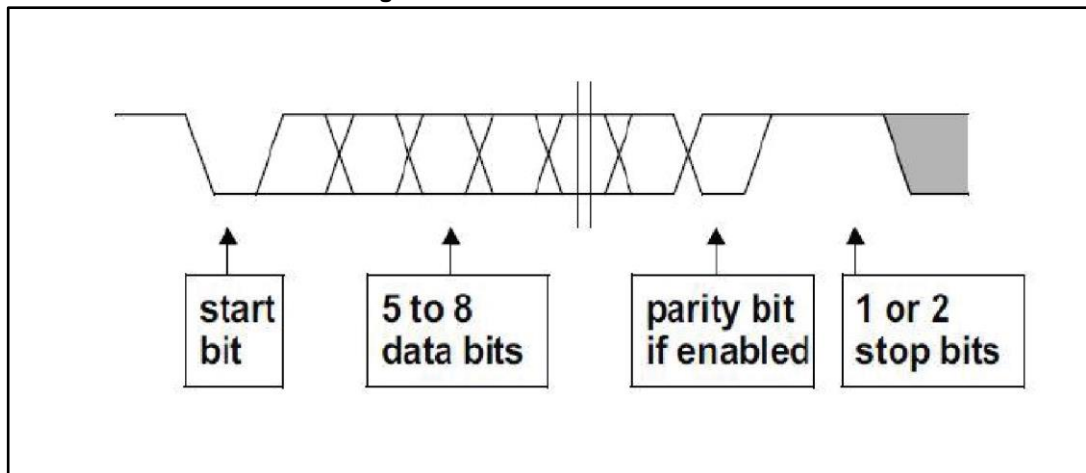 start
bit
5 to 8
data bits
parity bit
if enabled
1 or 2
stop bits